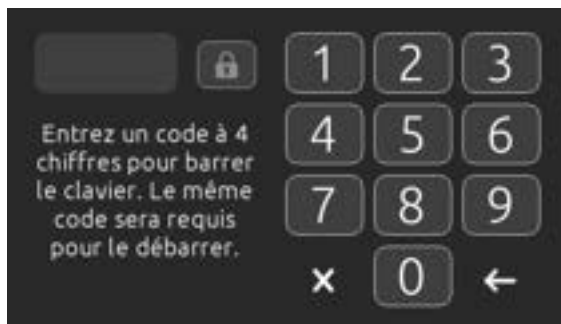 1 2 3
Entrez un code à 4
chiffres pour barrer
le clavier. Le même
code sera requis
pour le débarrer.
4 5 6
7 8 9
0